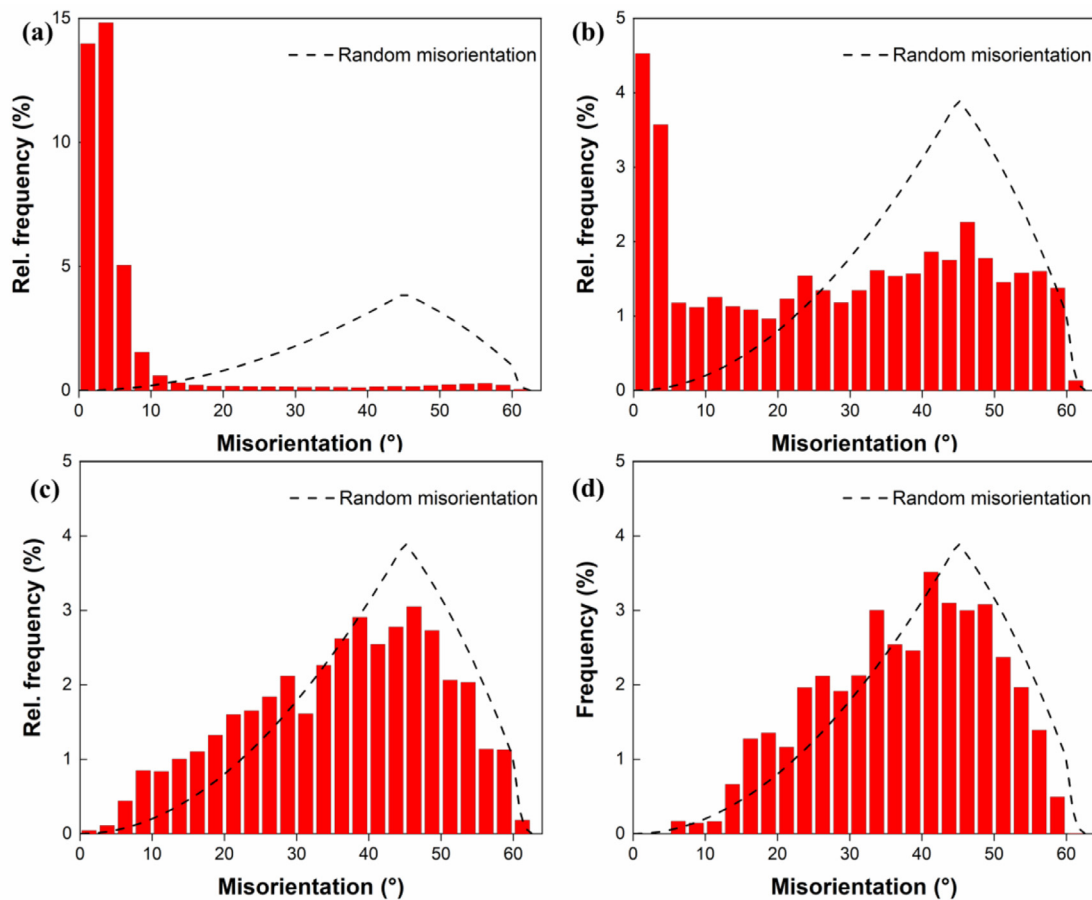 (a)
Random misorientation
Rel. frequency (%)
15
10
5
0
0 10 20 30 40 50 60
Misorientation (°)
(b)
Random misorientation
Rel. frequency (%)
5
4
3
2
1
0
0 10 20 30 40 50 60
Misorientation (°)
(c)
Random misorientation
Rel. frequency (%)
5
4
3
2
1
0
0 10 20 30 40 50 60
Misorientation (°)
(d)
Random misorientation
Frequency (%)
5
4
3
2
1
0
0 10 20 30 40 50 60
Misorientation (°)